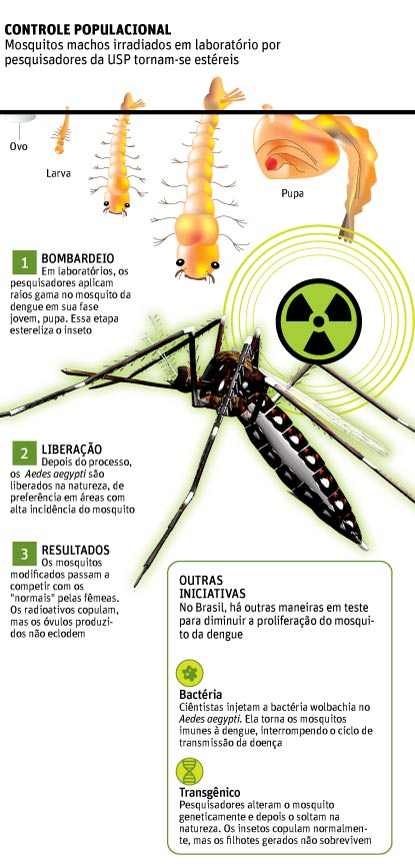 CONTROLE POPULACIONAL
Mosquitos machos irradiados em laboratório por
pesquisadores da USP tornam-se estéreis
Ovo
Larva
Pupa
1 BOMBARDEIO
Em laboratórios, os
pesquisadores aplicam
raios gama no mosquito da
dengue em sua fase
jovem, pupa. Essa etapa
estereliza o inseto
2 LIBERAÇÃO
Depois do processo,
os Aedes aegypti são
liberados na natureza, de
preferência em áreas com
alta incidência do mosquito
3 RESULTADOS
Os mosquitos
modificados passam a
competir com os
"normais" pelas fêmeas.
Os radioativos copulam,
mas os óvulos produzi-
dos não eclodem
OUTRAS
INICIATIVAS
No Brasil, há outras maneiras em teste
para diminuir a proliferação do mosqui-
to da dengue
Bactéria
Ciêntistas injetam a bactéria wolbachia no
Aedes aegypti. Ela torna os mosquitos
imunes à dengue, interrompendo o ciclo de
transmissão da doença
Transgênico
Pesquisadores alteram o mosquito
geneticamente e depois o soltam na
natureza. Os insetos copulam normalmen-
te, mas os filhotes gerados não sobrevivem